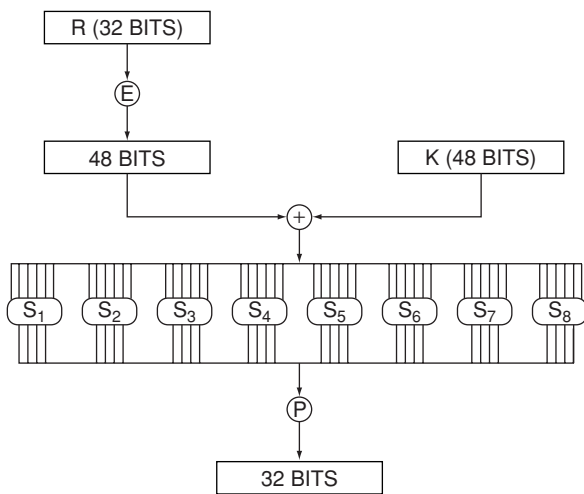 R (32 BITS)
E
48 BITS
K (48 BITS)
+
S1 S2 S3 S4 S5 S6 S7 S8
P
32 BITS